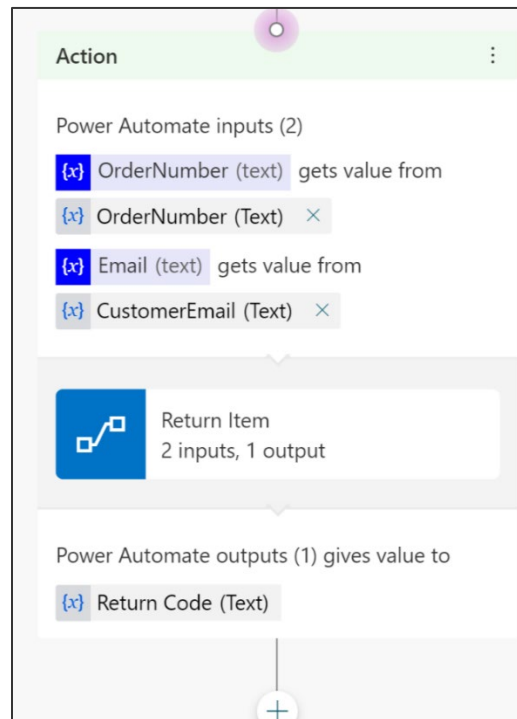 Action
Power Automate inputs (2)
{x} OrderNumber (text) gets value from
{x} OrderNumber (Text) ×
{x} Email (text) gets value from
{x} CustomerEmail (Text) ×
Return Item
2 inputs, 1 output
Power Automate outputs (1) gives value to
{x} Return Code (Text)